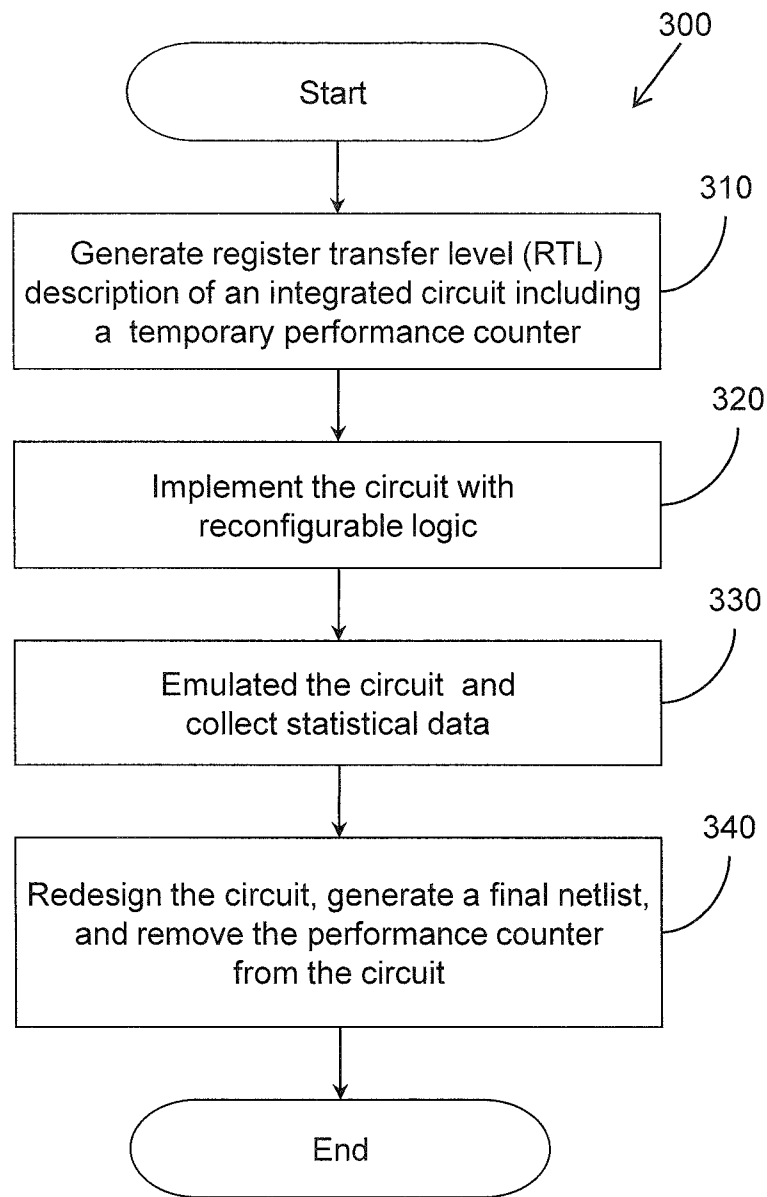 300
Start
310
Generate register transfer level (RTL)
description of an integrated circuit including
a temporary performance counter
320
Implement the circuit with
reconfigurable logic
330
Emulated the circuit and
collect statistical data
340
Redesign the circuit, generate a final netlist,
and remove the performance counter
from the circuit
End